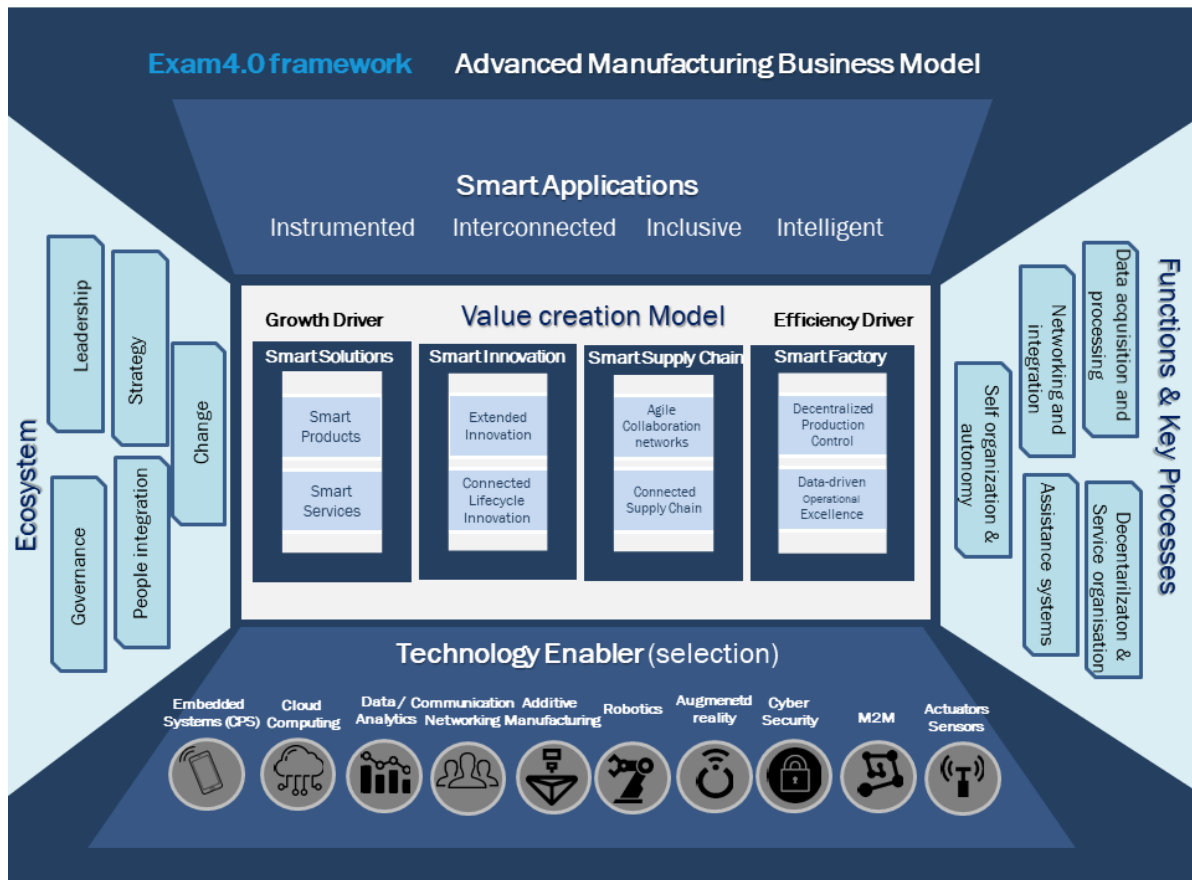 Exam4.0 framework Advanced Manufacturing Business Model
Smart Applications
Instrumented Interconnected Inclusive Intelligent
Ecosystem
Leadership
Strategy
Change
Governance
People integration
Growth Driver
Value creation Model
Efficiency Driver
Smart Solutions
Smart
Products
Smart
Services
Smart Innovation
Extended
Innovation
Connected
Lifecycle
Innovation
Smart Supply Chain
Agile
Collaboration
networks
Connected
Supply Chain
Smart Factory
Decentralized
Production
Control
Data-driven
Operational
Excellence
Functions & Key Processes
Data acquisition and
processing
Networking and
integration
Self organization &
autonomy
Assistance systems
Decentarilzaton &
Service organisation
Technology Enabler (selection)
Embedded
Systems (CPS)
Cloud
Computing
Data /
Analytics
Communication
Networking
Additive
Manufacturing
Robotics
Augmenetd
reality
Cyber
Security
M2M
Actuators
Sensors